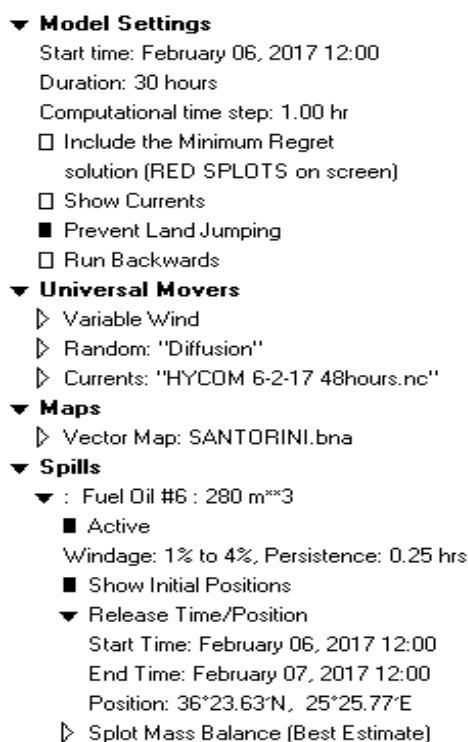 Model Settings
Start time: February 06, 2017 12:00
Duration: 30 hours
Computational time step: 1.00 hr
Include the Minimum Regret
solution (RED SPLOTS on screen)
Show Currents
Prevent Land Jumping
Run Backwards
Universal Movers
Variable Wind
Random: "Diffusion"
Currents: "HYCOM 6-2-17 48hours.nc"
Maps
Vector Map: SANTORINI.bna
Spills
: Fuel Oil #6 : 280 m**3
Active
Windage: 1% to 4%, Persistence: 0.25 hrs
Show Initial Positions
Release Time/Position
Start Time: February 06, 2017 12:00
End Time: February 07, 2017 12:00
Position: 36°23.63'N, 25°25.77'E
Splot Mass Balance (Best Estimate)